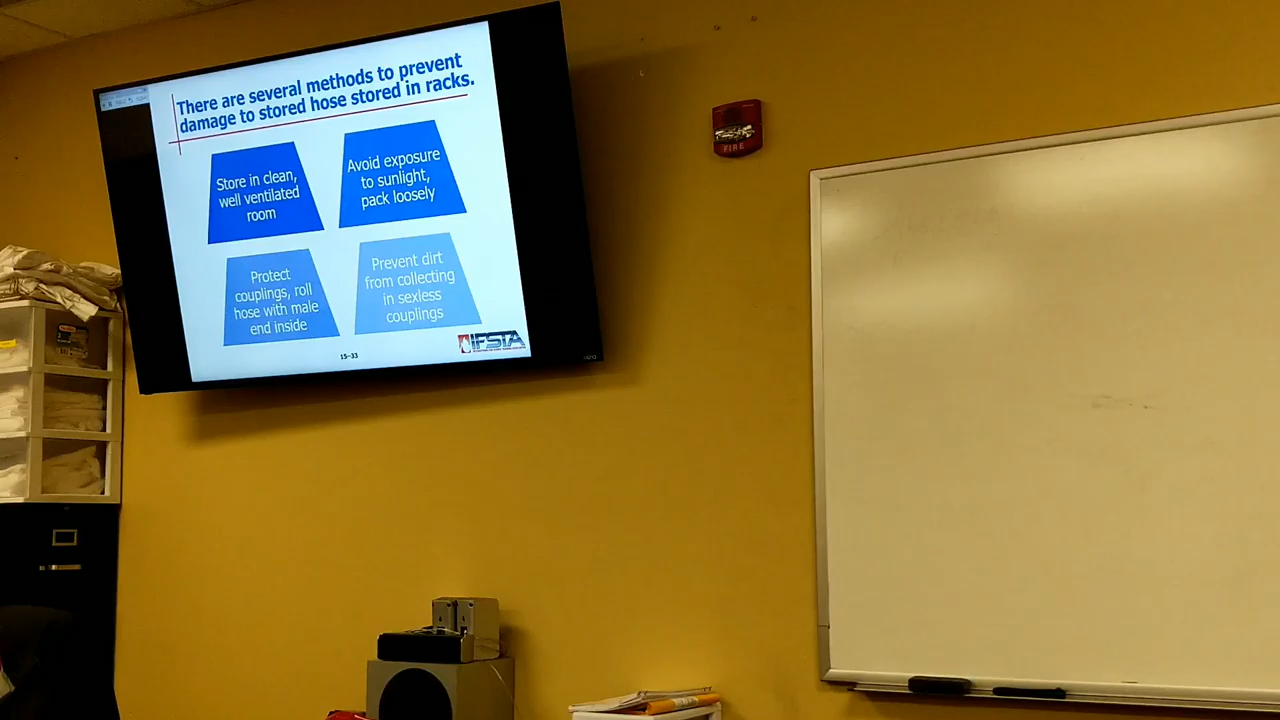 There are several methods to prevent
damage to stored hose stored in racks.
Store in clean,
well ventilated
room
Avoid exposure
to sunlight,
pack loosely
Protect
couplings, roll
hose with male
end inside
Prevent dirt
from collecting
in sexless
couplings
15-33
IFSTA
FIRE